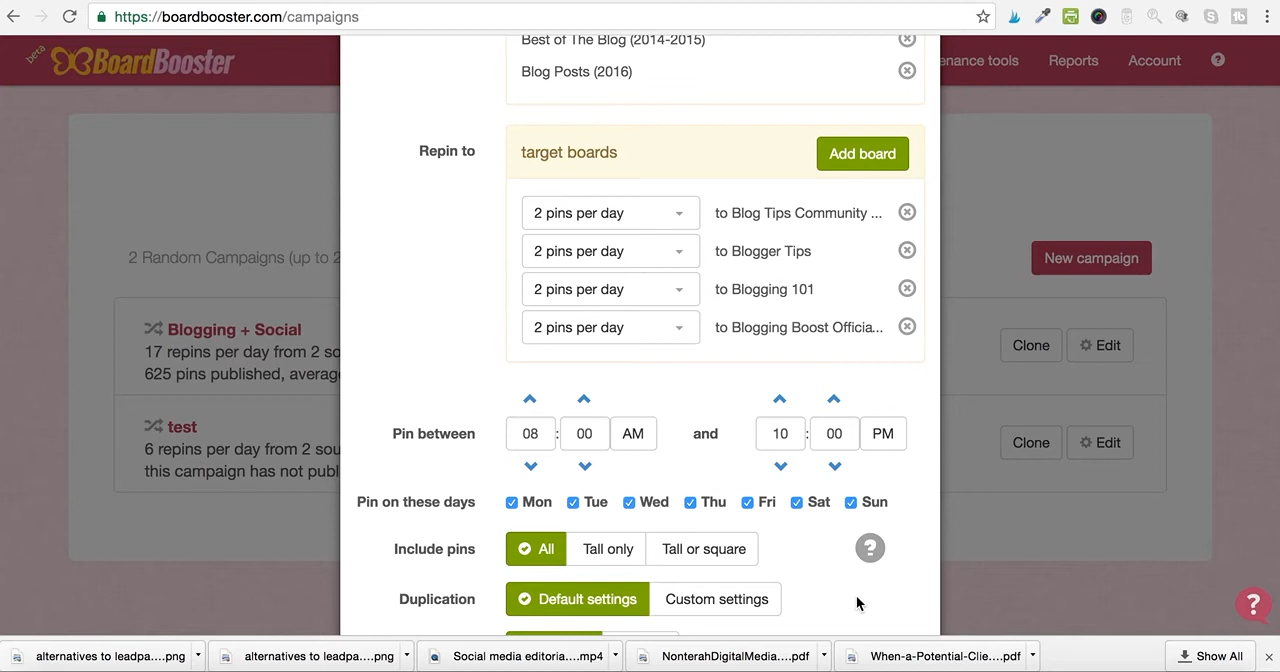 https://boardbooster.com/campaigns
beta BoardBooster
enance tools Reports Account ?
Best of The Blog (2014-2015)
Blog Posts (2016)
Repin to target boards Add board
2 pins per day to Blog Tips Community ...
2 pins per day to Blogger Tips
2 pins per day to Blogging 101
2 pins per day to Blogging Boost Officia...
2 Random Campaigns (up to 2
New campaign
Blogging + Social
17 repins per day from 2 so
625 pins published, averag
Clone Edit
test
6 repins per day from 2 sou
this campaign has not publ
Clone Edit
Pin between 08 : 00 AM and 10 : 00 PM
Pin on these days Mon Tue Wed Thu Fri Sat Sun
Include pins All Tall only Tall or square ?
Duplication Default settings Custom settings
?
alternatives to leadpa....png alternatives to leadpa....png Social media editoria....mp4 NonterahDigitalMedia....pdf When-a-Potential-Clie....pdf Show All